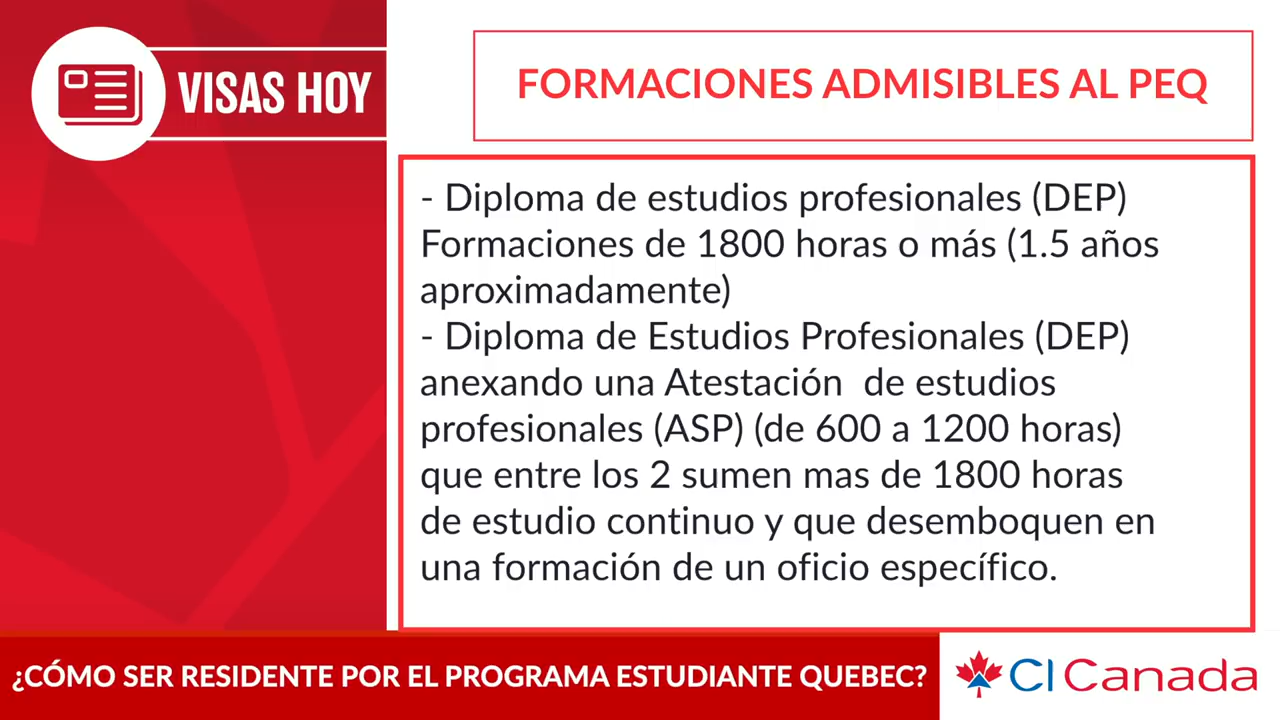 VISAS HOY
FORMACIONES ADMISIBLES AL PEQ
- Diploma de estudios profesionales (DEP)
Formaciones de 1800 horas o más (1.5 años
aproximadamente)
- Diploma de Estudios Profesionales (DEP)
anexando una Atestación de estudios
profesionales (ASP) (de 600 a 1200 horas)
que entre los 2 sumen mas de 1800 horas
de estudio continuo y que desemboquen en
una formación de un oficio específico.
¿CÓMO SER RESIDENTE POR EL PROGRAMA ESTUDIANTE QUEBEC?
CI Canada